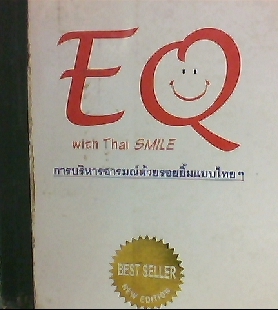 EQ
with Thai SMILE
การบริหารอารมณ์ด้วยรอยยิ้มแบบไทยๆ
BEST SELLER
NEW EDITION